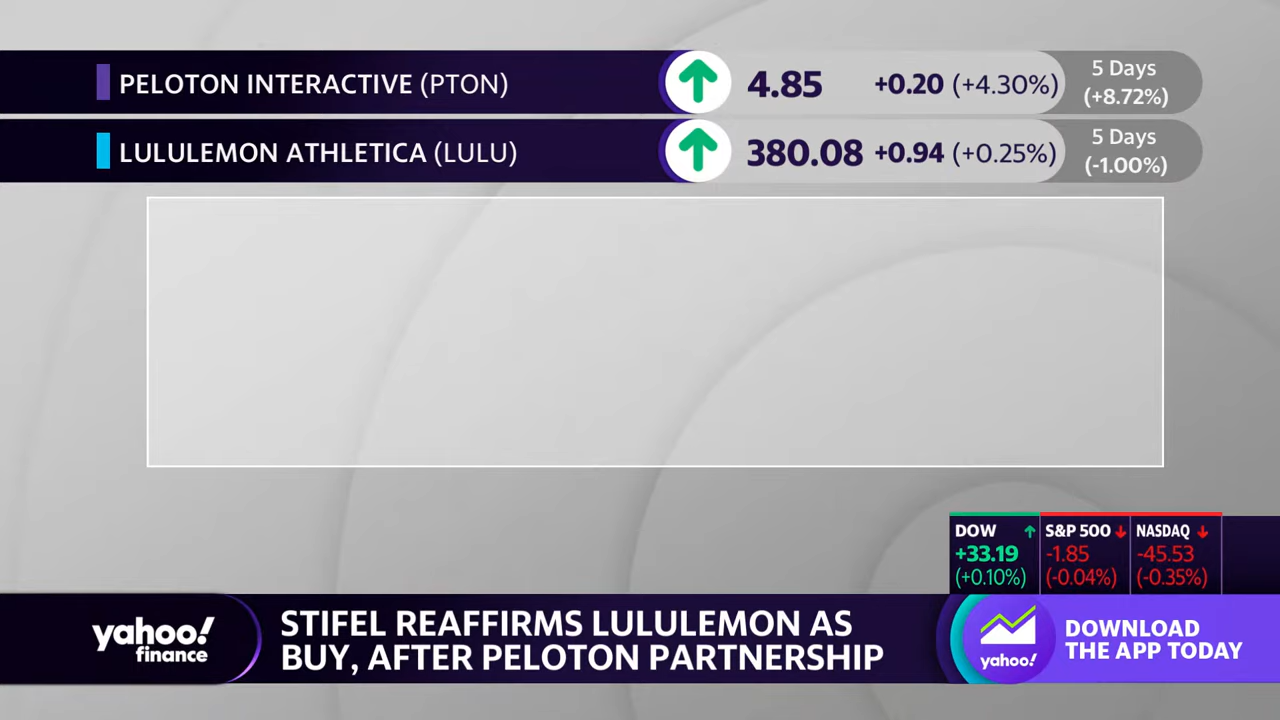 PELOTON INTERACTIVE (PTON) 4.85 +0.20 (+4.30%) 5 Days (+8.72%)
LULULEMON ATHLETICA (LULU) 380.08 +0.94 (+0.25%) 5 Days (-1.00%)
DOW
+33.19
(+0.10%)
S&P 500
-1.85
(-0.04%)
NASDAQ
-45.53
(-0.35%)
yahoo!
finance
STIFEL REAFFIRMS LULULEMON AS
BUY, AFTER PELOTON PARTNERSHIP
yahoo!
DOWNLOAD
THE APP TODAY